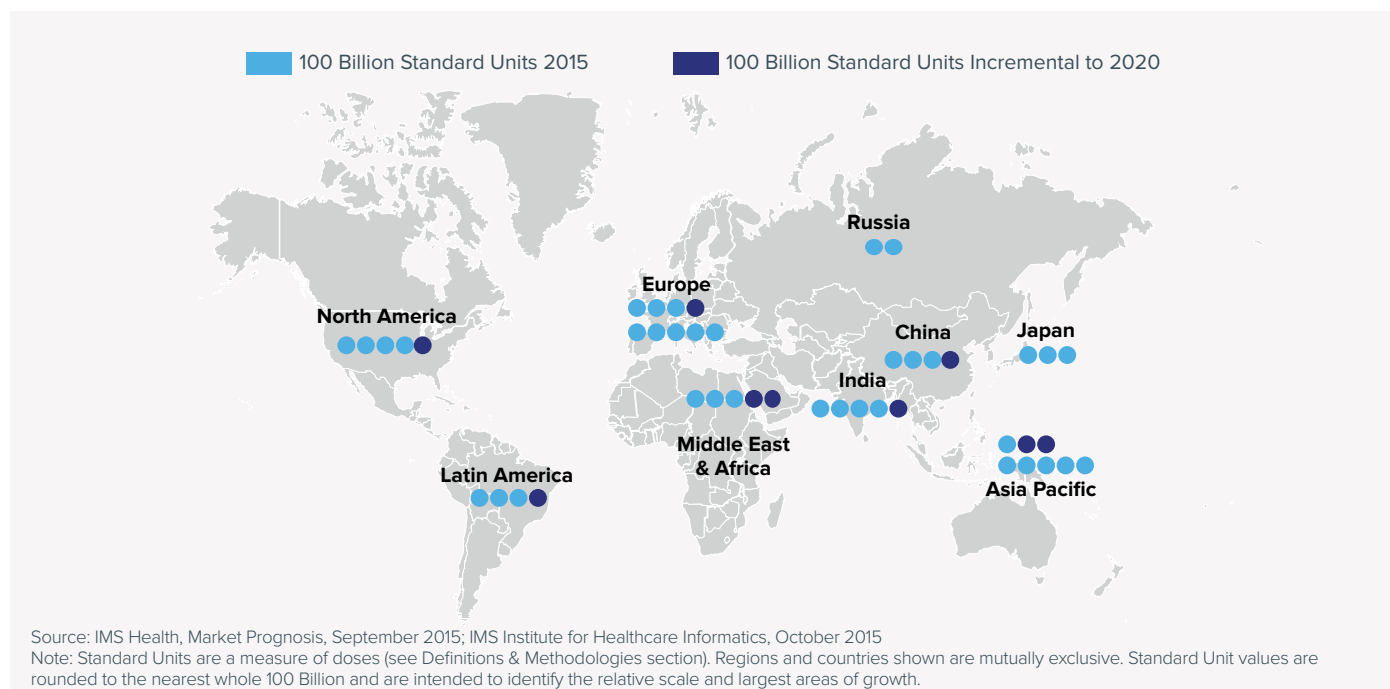 100 Billion Standard Units 2015
100 Billion Standard Units Incremental to 2020
Russia
Europe
North America
China
Japan
India
Middle East
& Africa
Latin America
Asia Pacific
Source: IMS Health, Market Prognosis, September 2015; IMS Institute for Healthcare Informatics, October 2015
Note: Standard Units are a measure of doses (see Definitions & Methodologies section). Regions and countries shown are mutually exclusive. Standard Unit values are
rounded to the nearest whole 100 Billion and are intended to identify the relative scale and largest areas of growth.